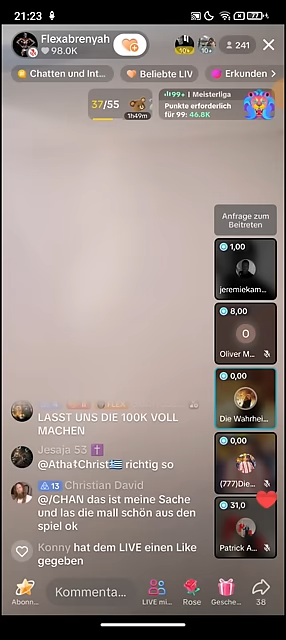 21:23
77
Flexabrenyah
98.0K
10+
10+
241
Chatten und Int...
Beliebte LIV
Erkunden
37/55
1h49m
99+ | Meisterliga
Punkte erforderlich
für 99: 46.8K
Anfrage zum
Beitreten
1,00
jeremiekam...
8,00
O
Oliver M...
0,00
Die Wahrhei...
0,00
(777)Die...
31,0
Patrick A...
LASST UNS DIE 100K VOLL
MACHEN
Jesaja 53
@Atha Christ richtig so
13 Christian David
@/CHAN das ist meine Sache
und las die mall schön aus den
spiel ok
Konny hat dem LIVE einen Like
gegeben
Abonn...
Kommenta...
LIVE mi...
Rose
Gesche...
38